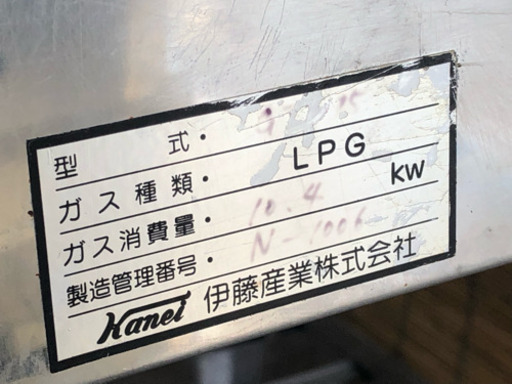 型式・
ガス種類・ LPG
ガス消費量・ 10.4 kw
製造管理番号・ N-1006
Kanei 伊藤産業株式会社